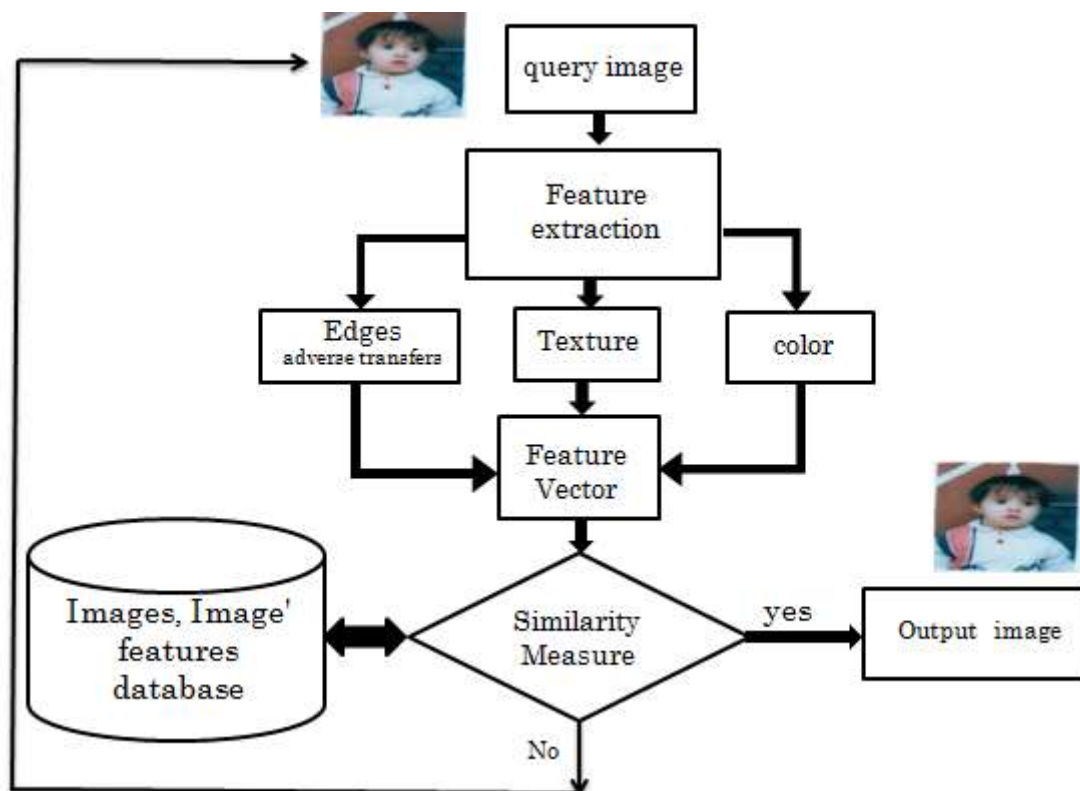 query image
Feature
extraction
Edges
adverse transfers
Texture
color
Feature
Vector
Images, Image'
features
database
Similarity
Measure
yes
Output image
No